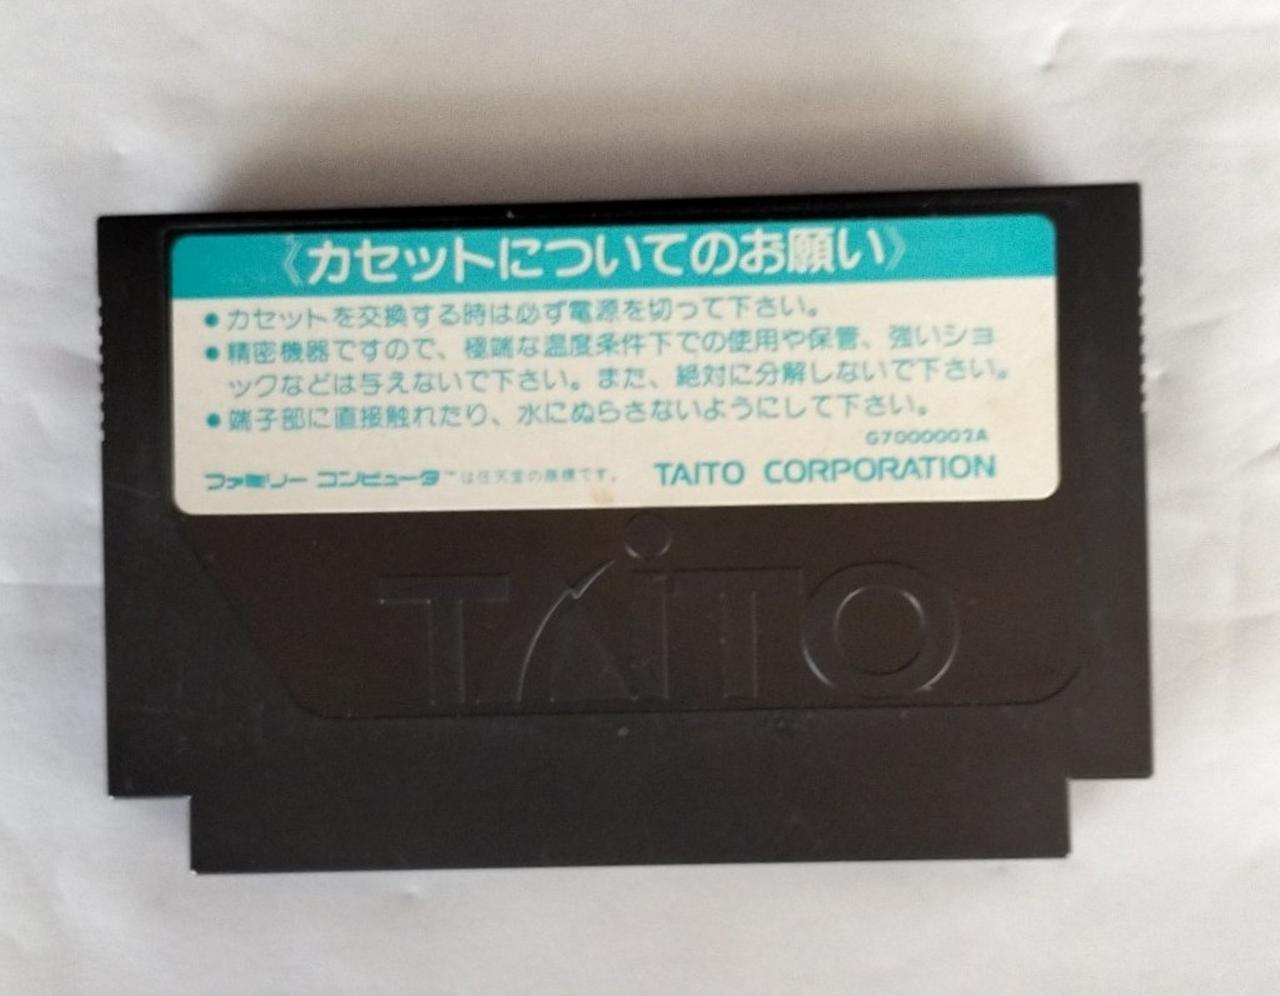 《カセットについてのお願い》
●カセットを交換する時は必ず電源を切って下さい。
●精密機器ですので、極端な温度条件下での使用や保管、強いショ
ックなどは与えないで下さい。また、絶対に分解しないで下さい。
●端子部に直接触れたり、水にぬらさないようにして下さい。
G7000002A
ファミリーコンピュータ™は任天堂の商標です。 TAITO CORPORATION
TAITO